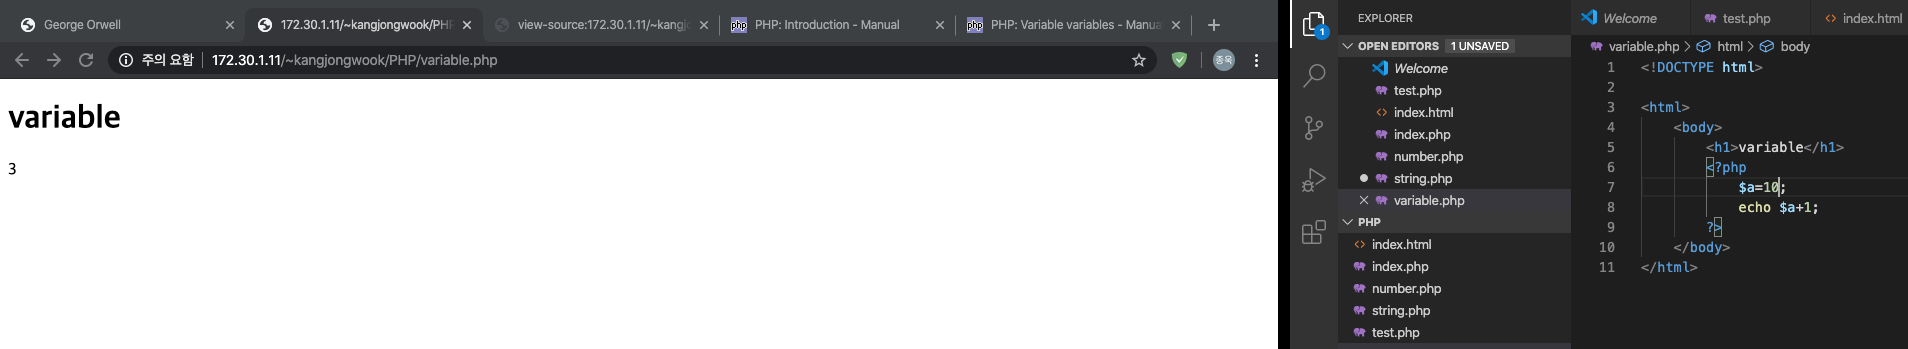 George Orwell
172.30.1.11/~kangjongwook/PHP
view-source:172.30.1.11/~kangjc
php PHP: Introduction - Manual
php PHP: Variable variables - Manua
주의 요함 172.30.1.11/~kangjongwook/PHP/variable.php
종욱
variable
3
1
EXPLORER
OPEN EDITORS 1 UNSAVED
Welcome
test.php
index.html
index.php
number.php
string.php
variable.php
PHP
index.html
index.php
number.php
string.php
test.php
Welcome test.php index.html
variable.php > html > body
1 <!DOCTYPE html>
2
3 <html>
4 <body>
5 <h1>variable</h1>
6 <?php
7 $a=10;
8 echo $a+1;
9 ?>
10 </body>
11 </html>